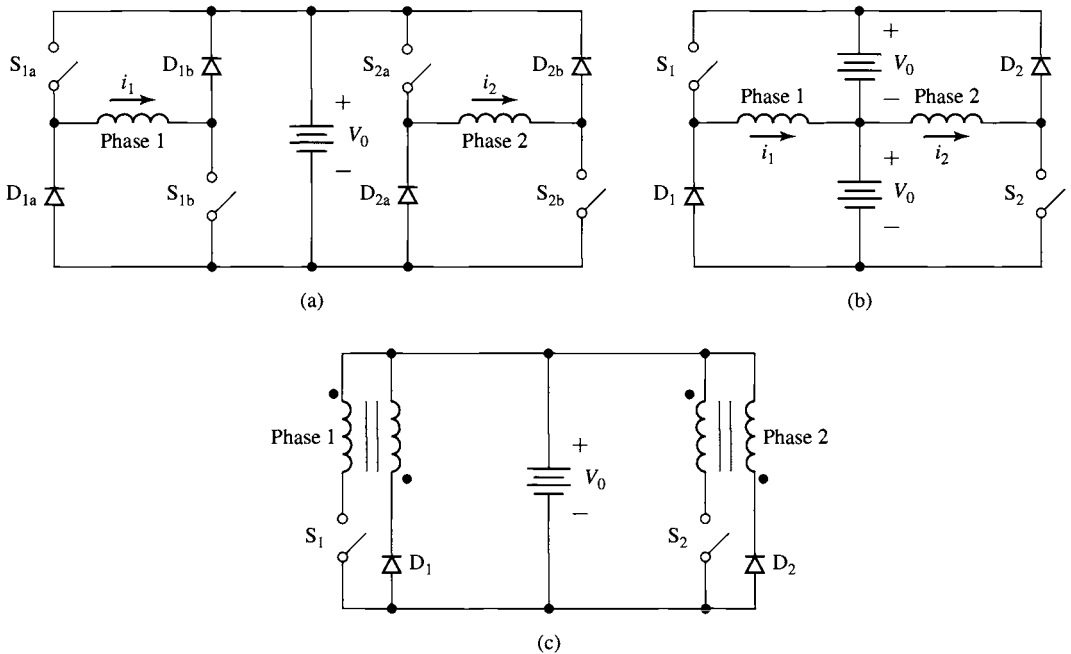 S1a
D1b
i1
Phase 1
D1a
S1b
+
V0
−
S2a
D2b
i2
Phase 2
D2a
S2b
(a)
S1
+
V0
−
D2
Phase 1
Phase 2
i1
i2
+
V0
−
D1
S2
(b)
Phase 1
S1
D1
+
V0
−
Phase 2
S2
D2
(c)